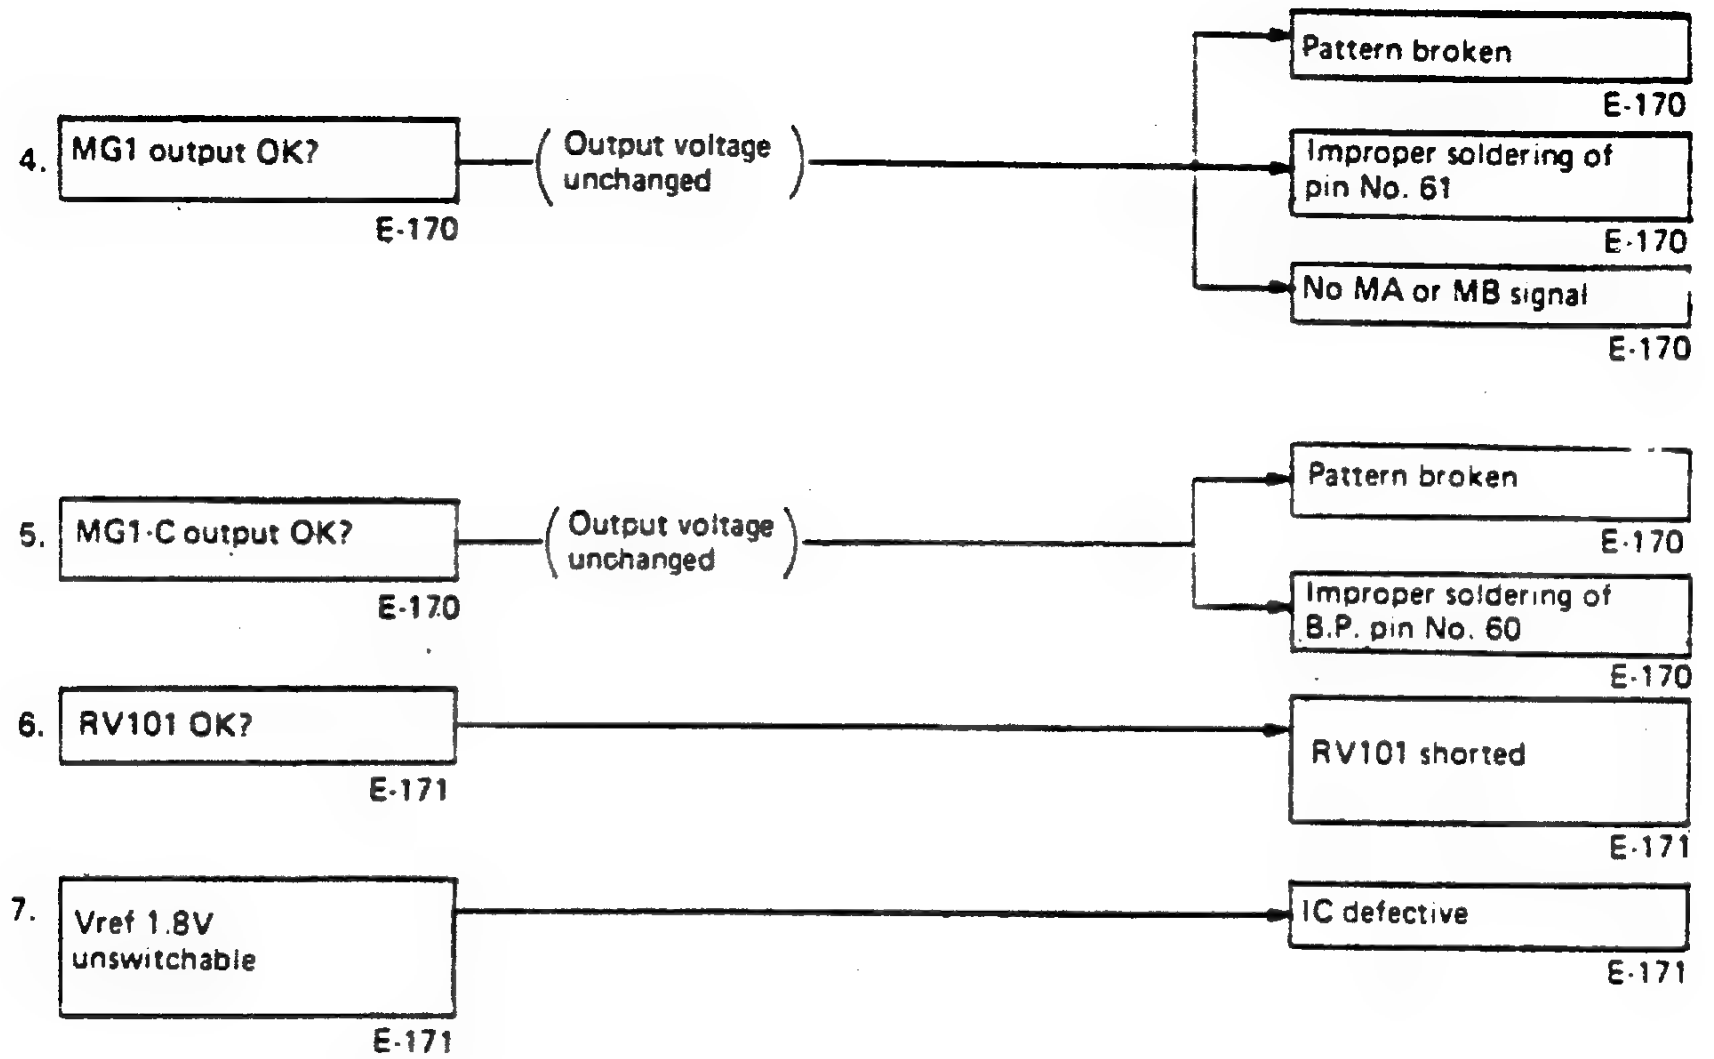 4.
MG1 output OK?
E-170
(Output voltage
unchanged)
Pattern broken
E-170
Improper soldering of
pin No. 61
E-170
No MA or MB signal
E-170
5.
MG1-C output OK?
E-170
(Output voltage
unchanged)
Pattern broken
E-170
Improper soldering of
B.P. pin No. 60
E-170
6.
RV101 OK?
E-171
RV101 shorted
E-171
7.
Vref 1.8V
unswitchable
E-171
IC defective
E-171